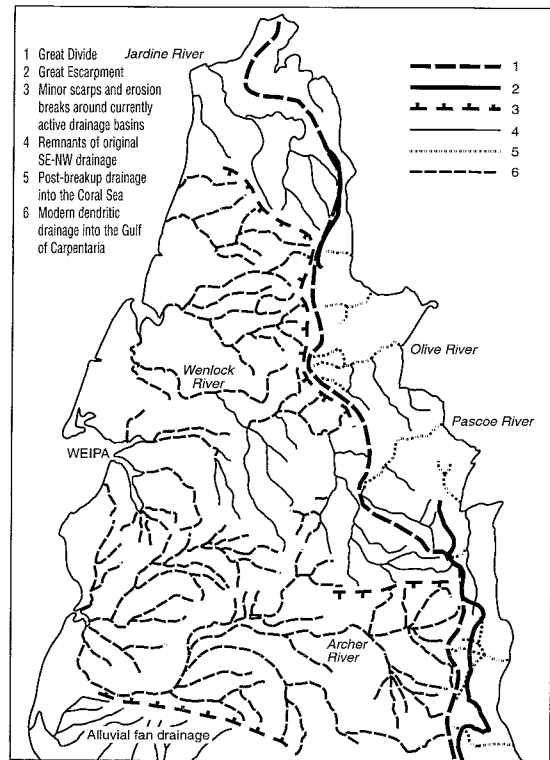 1 Great Divide
2 Great Escarpment
3 Minor scarps and erosion
breaks around currently
active drainage basins
4 Remnants of original
SE-NW drainage
5 Post-breakup drainage
into the Coral Sea
6 Modern dendritic
drainage into the Gulf
of Carpentaria
Jardine River
1
2
3
4
5
6
Olive River
Wenlock
River
Pascoe River
WEIPA
Archer
River
Alluvial fan drainage